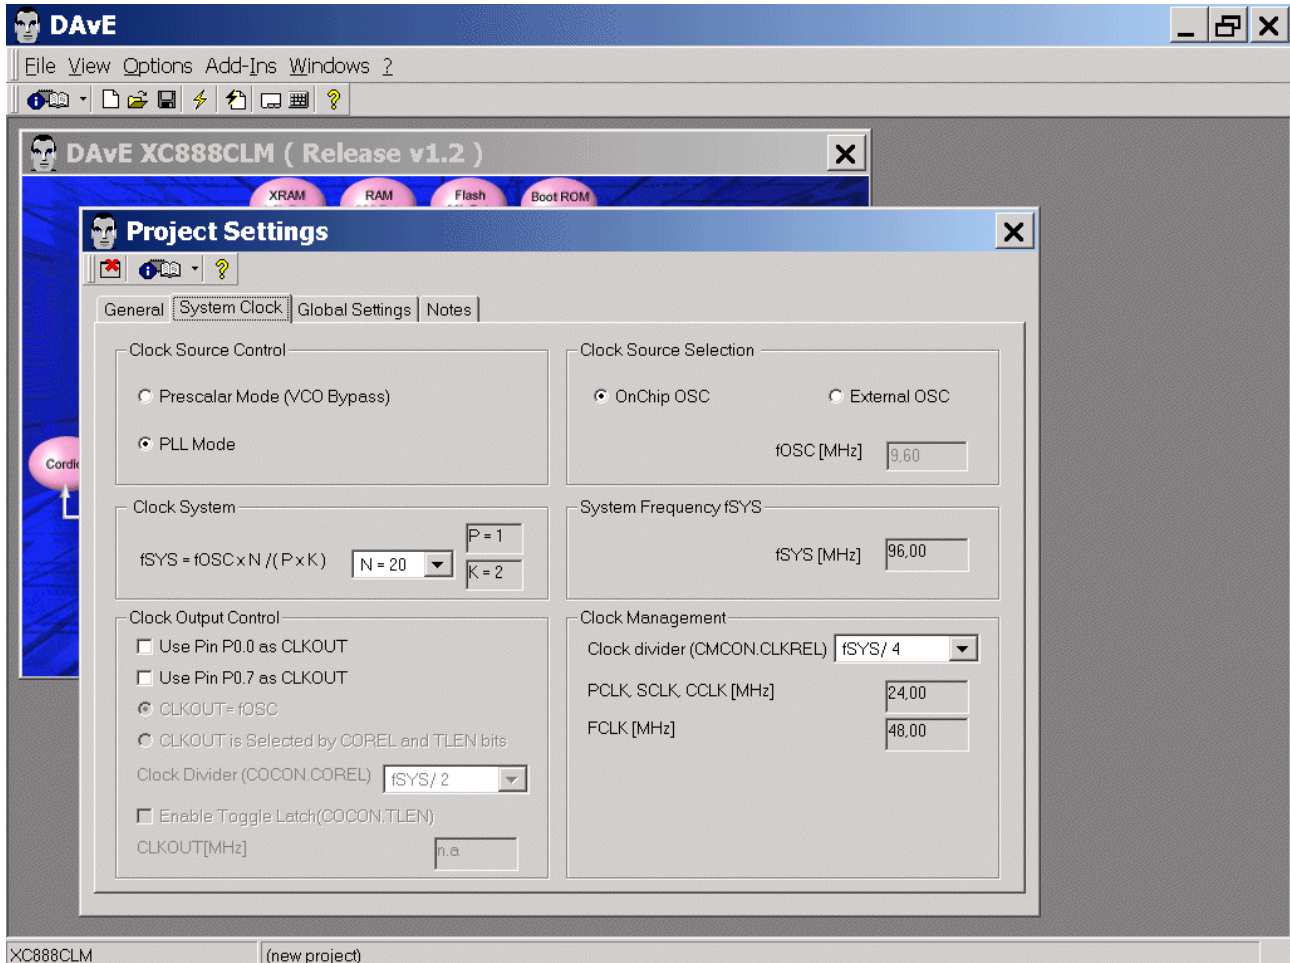 DAvE
File View Options Add-Ins Windows ?
DAvE XC888CLM ( Release v1.2 )
XRAM RAM Flash Boot ROM
Project Settings
General System Clock Global Settings Notes
Clock Source Control
Prescalar Mode (VCO Bypass)
PLL Mode
Clock Source Selection
OnChip OSC External OSC
fOSC [MHz] 9,60
Clock System
fSYS = fOSC x N / ( P x K ) N = 20
P = 1
K = 2
System Frequency fSYS
fSYS [MHz] 96,00
Clock Output Control
Use Pin P0.0 as CLKOUT
Use Pin P0.7 as CLKOUT
CLKOUT= fOSC
CLKOUT is Selected by COREL and TLEN bits
Clock Divider (COCON.COREL) fSYS/ 2
Enable Toggle Latch(COCON.TLEN)
CLKOUT[MHz] n.a
Clock Management
Clock divider (CMCON.CLKREL) fSYS/ 4
PCLK, SCLK, CCLK [MHz] 24,00
FCLK [MHz] 48,00
XC888CLM (new project)